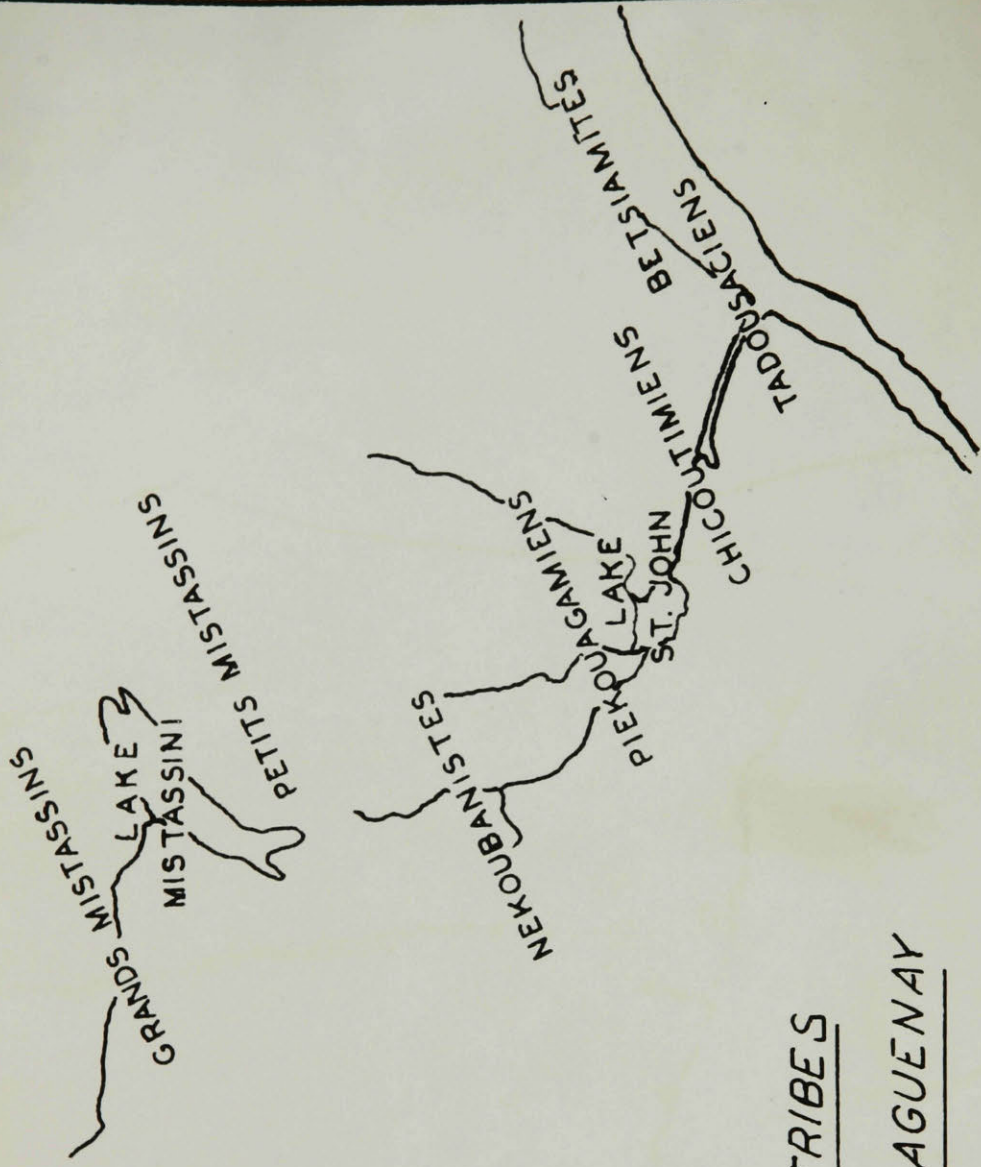 GRANDS MISTASSINS
LAKE
MISTASSINI
PETITS MISTASSINS
NEKOUBANISTES
PIEKOUAGAMIENS
LAKE
ST. JOHN
CHICOUTIMIENS
BETSIAMITES
TADOUSACIENS
TRIBES
AGUENAY